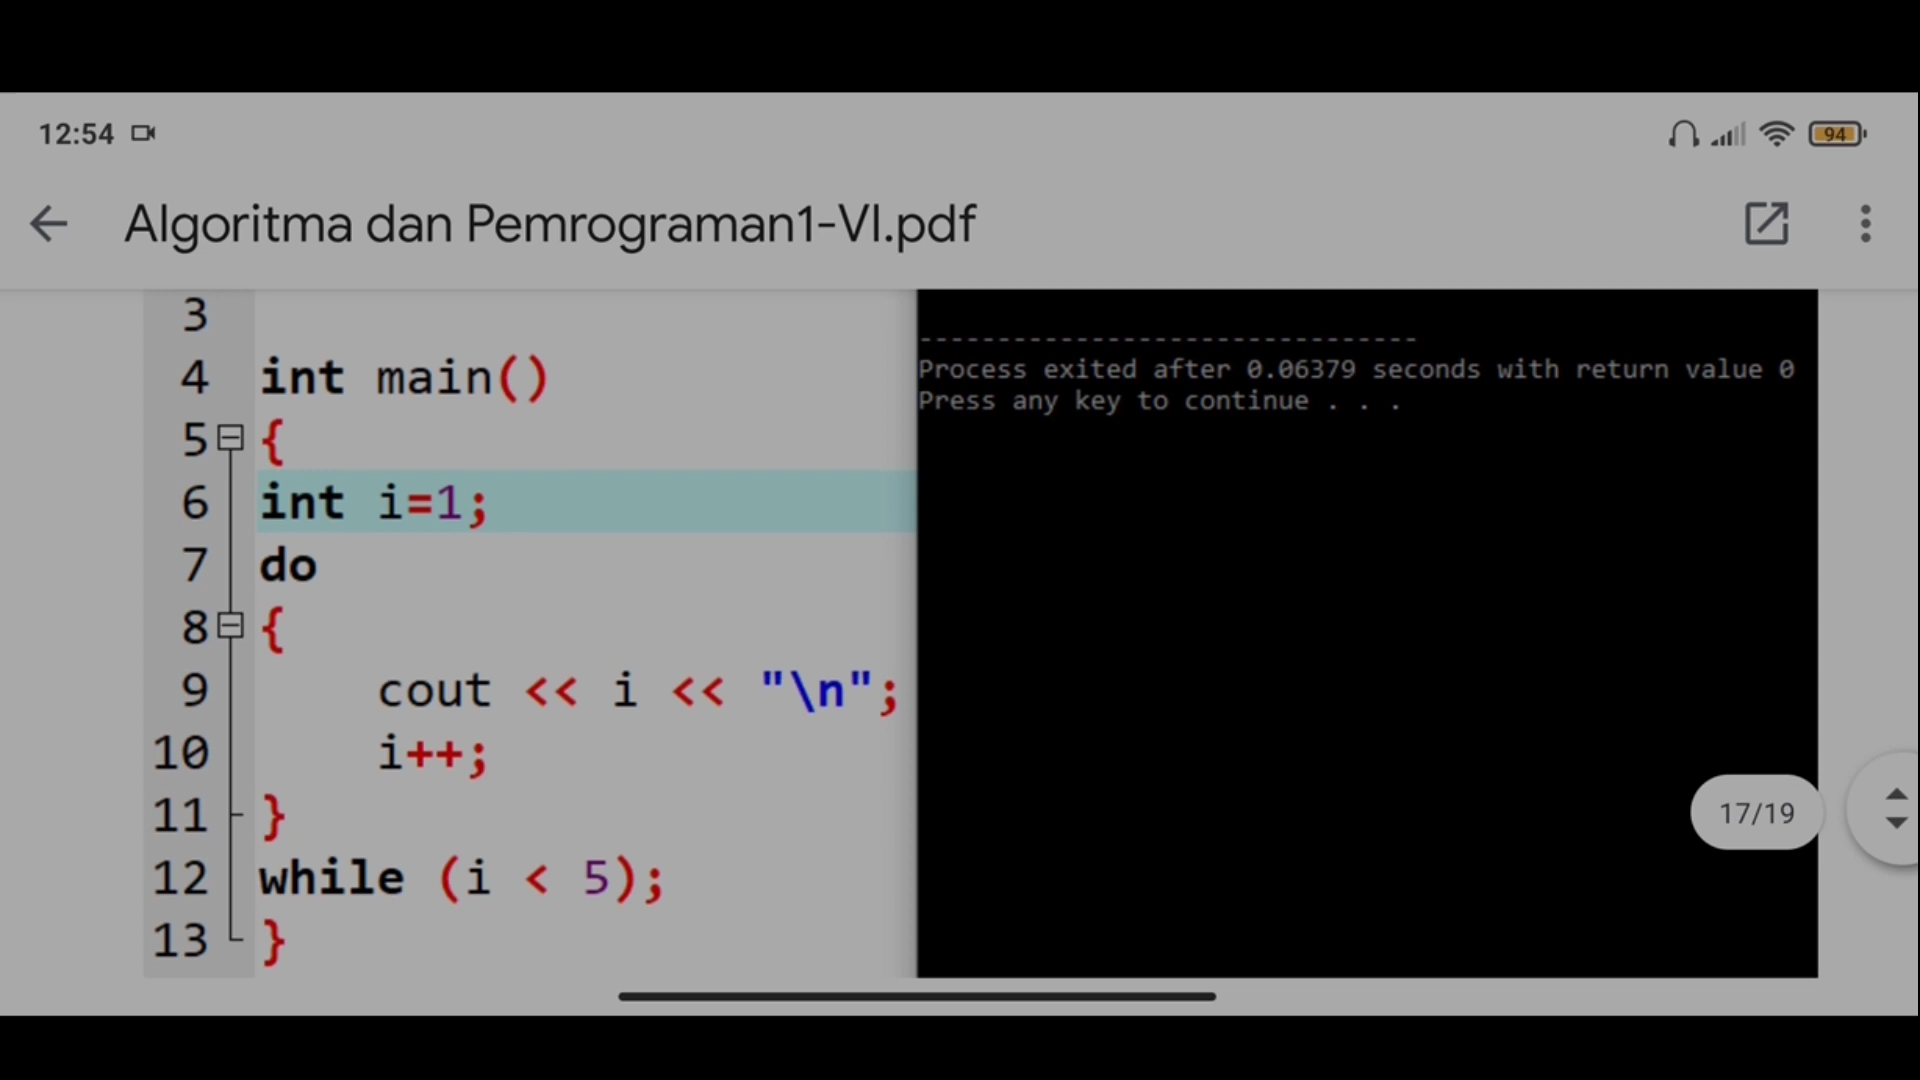 12:54
94
Algoritma dan Pemrograman1-VI.pdf
3
4 int main()
5 {
6 int i=1;
7 do
8 {
9 cout << i << "\n";
10 i++;
11 }
12 while (i < 5);
13 }
--------------------------------
Process exited after 0.06379 seconds with return value 0
Press any key to continue . . .
17/19